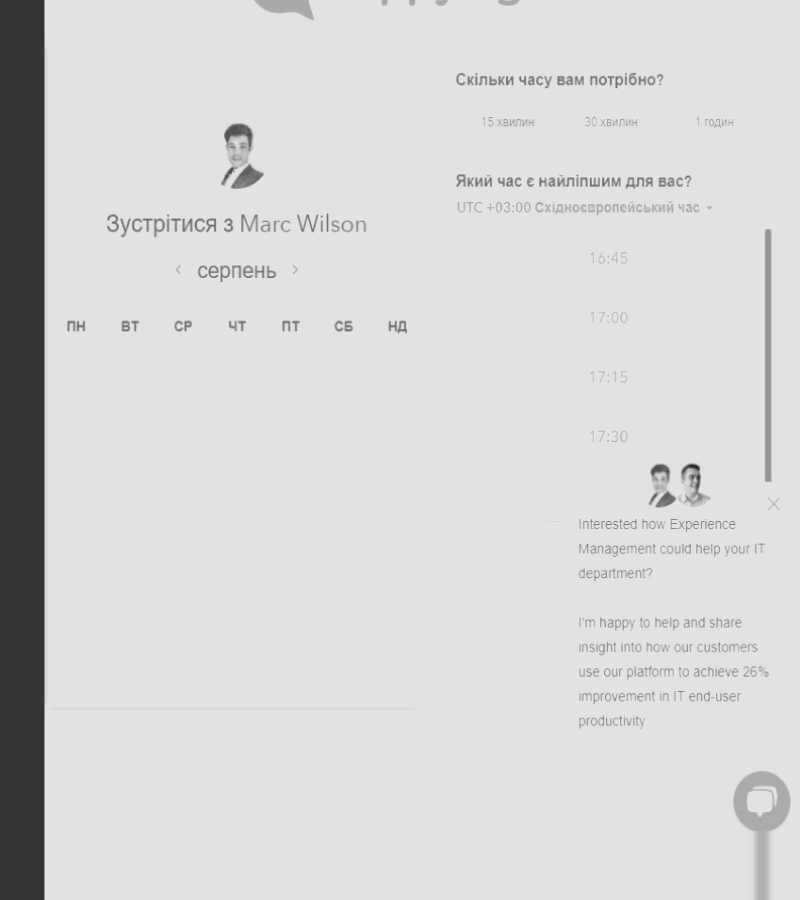 Скільки часу вам потрібно?
15 хвилин 30 хвилин 1 годин
Який час є найліпшим для вас?
UTC +03:00 Східноєвропейський час
Зустрітися з Marc Wilson
серпень
ПН ВТ СР ЧТ ПТ СБ НД
16:45
17:00
17:15
17:30
Interested how Experience
Management could help your IT
department?
I'm happy to help and share
insight into how our customers
use our platform to achieve 26%
improvement in IT end-user
productivity